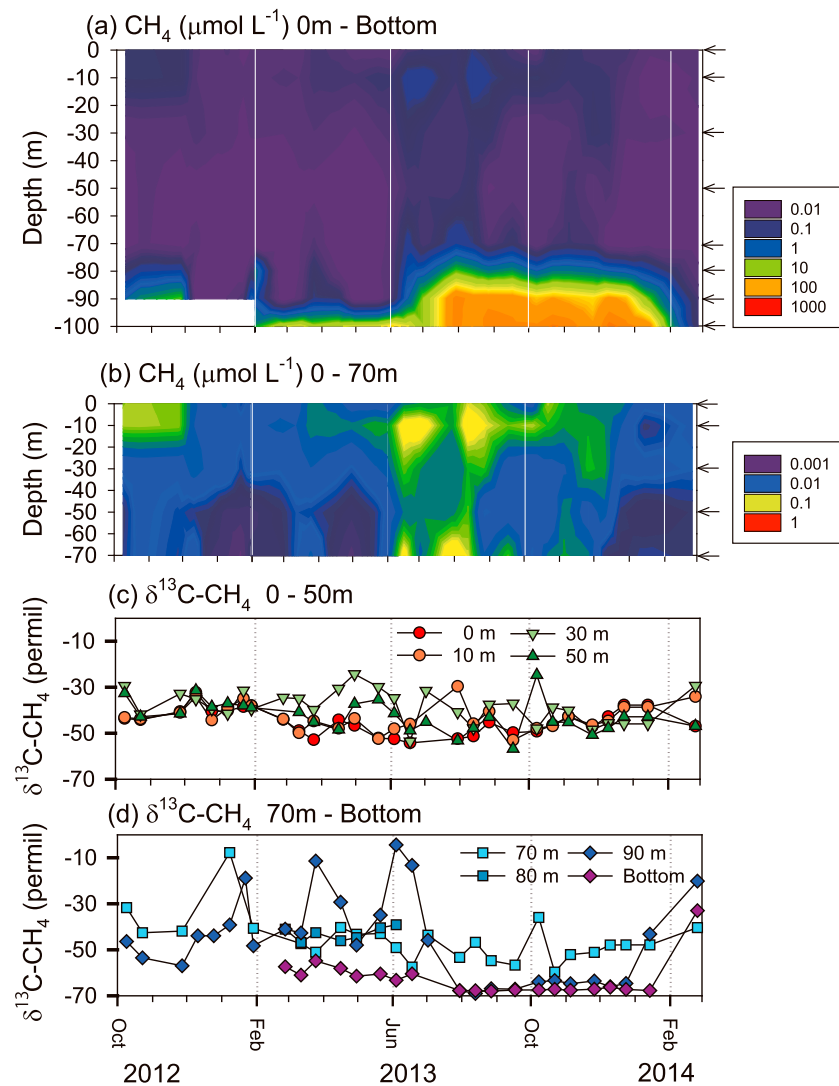 (a) CH₄ (μmol L⁻¹) 0m - Bottom
Depth (m)
0
-10
-20
-30
-40
-50
-60
-70
-80
-90
-100
0.01
0.1
1
10
100
1000
(b) CH₄ (μmol L⁻¹) 0 - 70m
Depth (m)
0
-10
-20
-30
-40
-50
-60
-70
0.001
0.01
0.1
1
(c) δ¹³C-CH₄ 0 - 50m
δ¹³C-CH₄ (permil)
-10
-30
-50
-70
0 m
30 m
10 m
50 m
(d) δ¹³C-CH₄ 70m - Bottom
δ¹³C-CH₄ (permil)
-10
-30
-50
-70
70 m
90 m
80 m
Bottom
Oct
Feb
Jun
Oct
Feb
2012
2013
2014